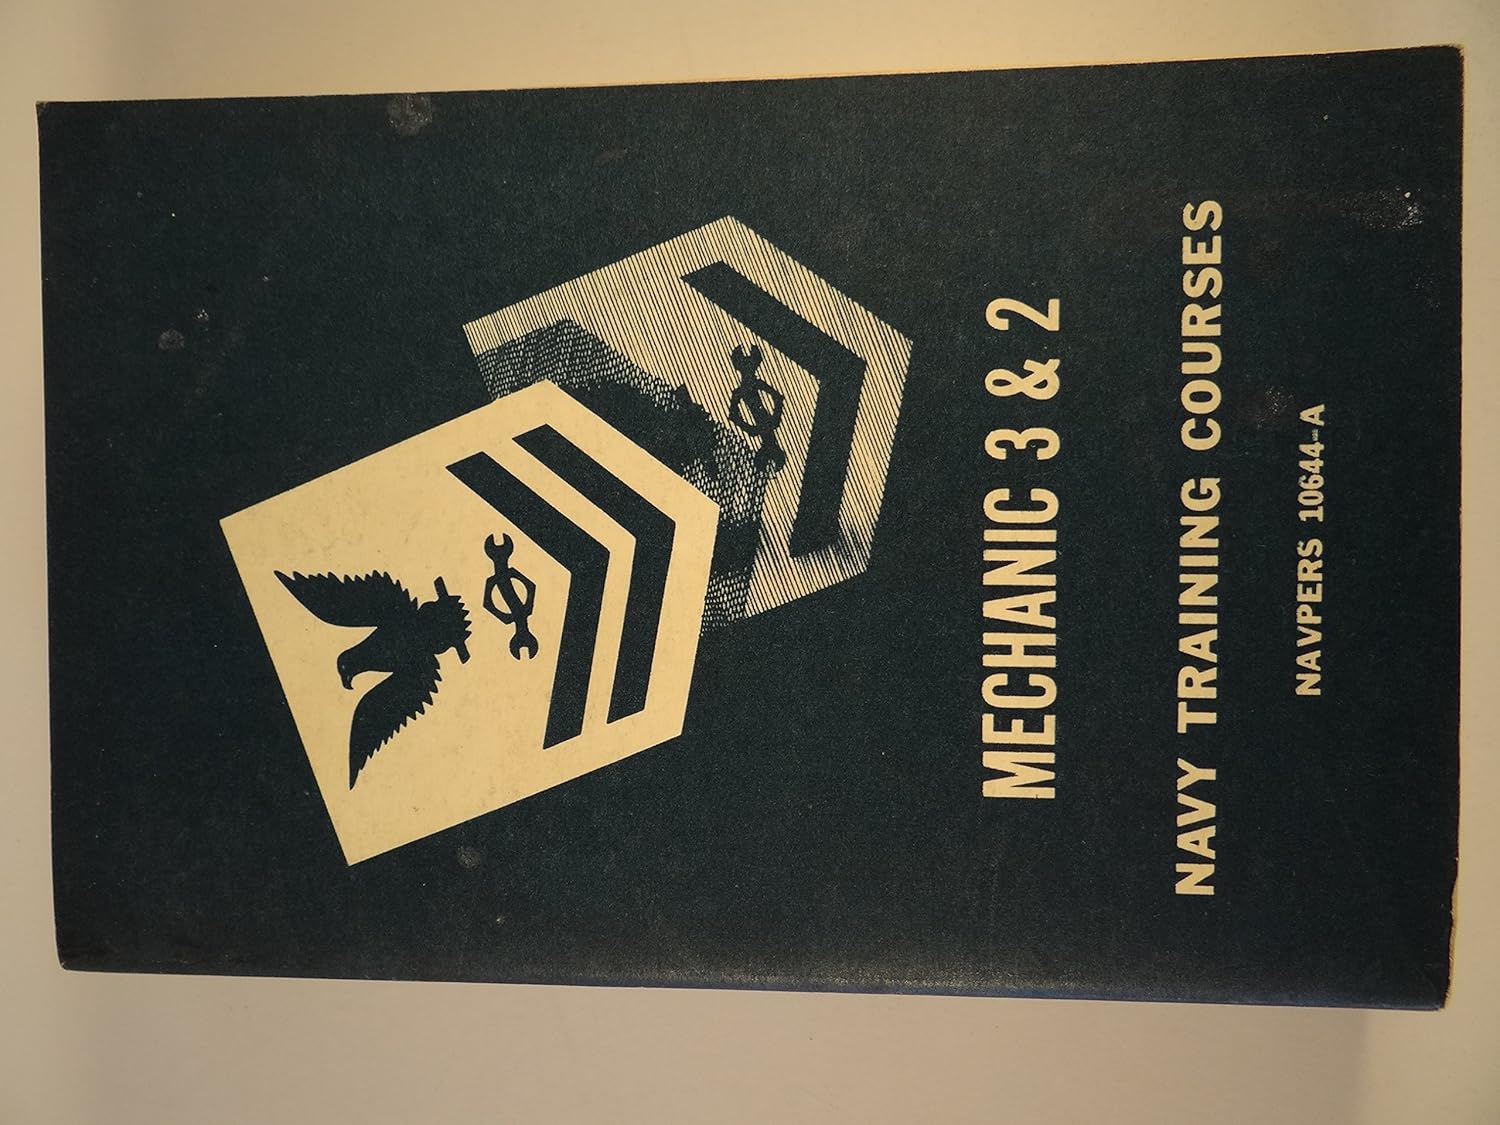 MECHANIC 3 & 2
NAVY TRAINING COURSES
NAVPERS 10644-A